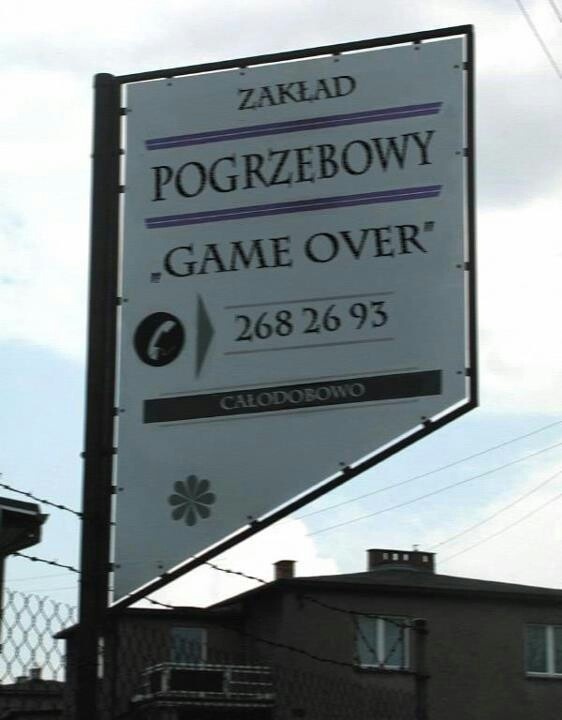 ZAKŁAD
POGRZEBOWY
„GAME OVER"
268 26 93
CAŁODOBOWO